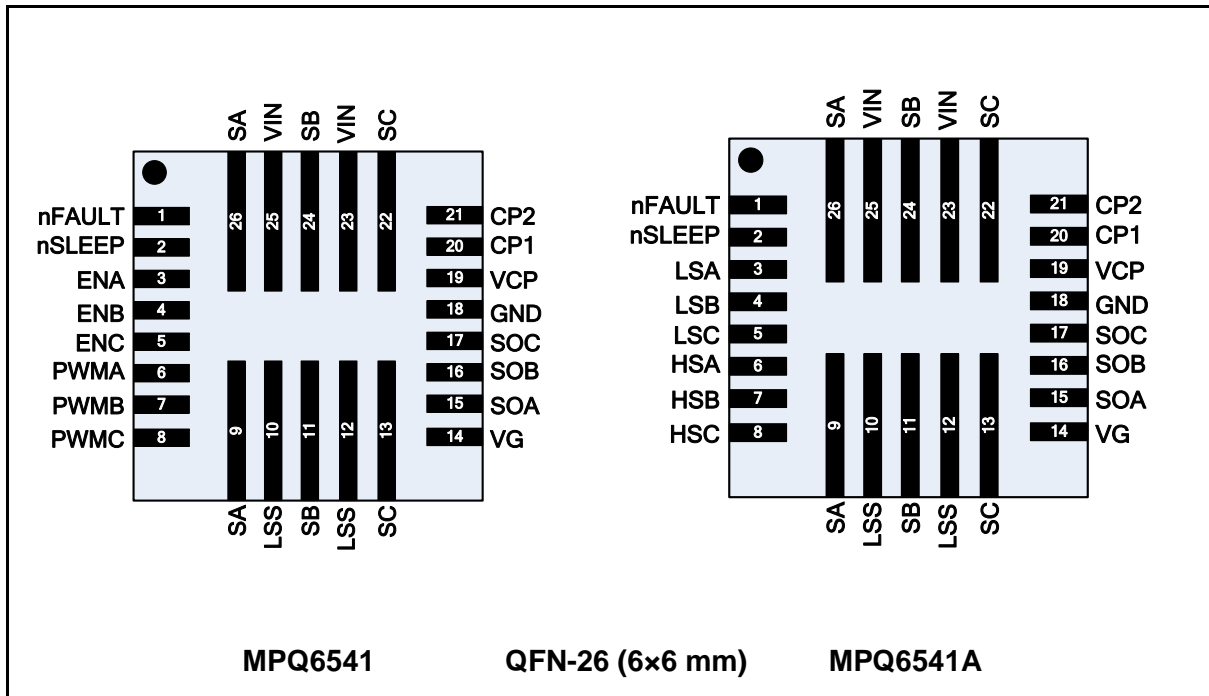 SA VIN SB VIN SC
26 25 24 23 22
nFAULT 1
nSLEEP 2
ENA 3
ENB 4
ENC 5
PWMA 6
PWMB 7
PWMC 8
21 CP2
20 CP1
19 VCP
18 GND
17 SOC
16 SOB
15 SOA
14 VG
9 10 11 12 13
SA LSS SB LSS SC
SA VIN SB VIN SC
26 25 24 23 22
nFAULT 1
nSLEEP 2
LSA 3
LSB 4
LSC 5
HSA 6
HSB 7
HSC 8
21 CP2
20 CP1
19 VCP
18 GND
17 SOC
16 SOB
15 SOA
14 VG
9 10 11 12 13
SA LSS SB LSS SC
MPQ6541 QFN-26 (6×6 mm) MPQ6541A